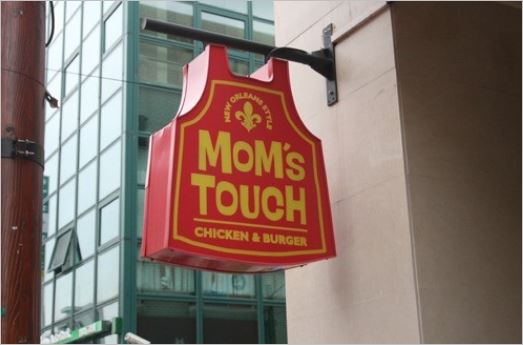 NEW ORLEANS STYLE
MOM'S
TOUCH
CHICKEN & BURGER